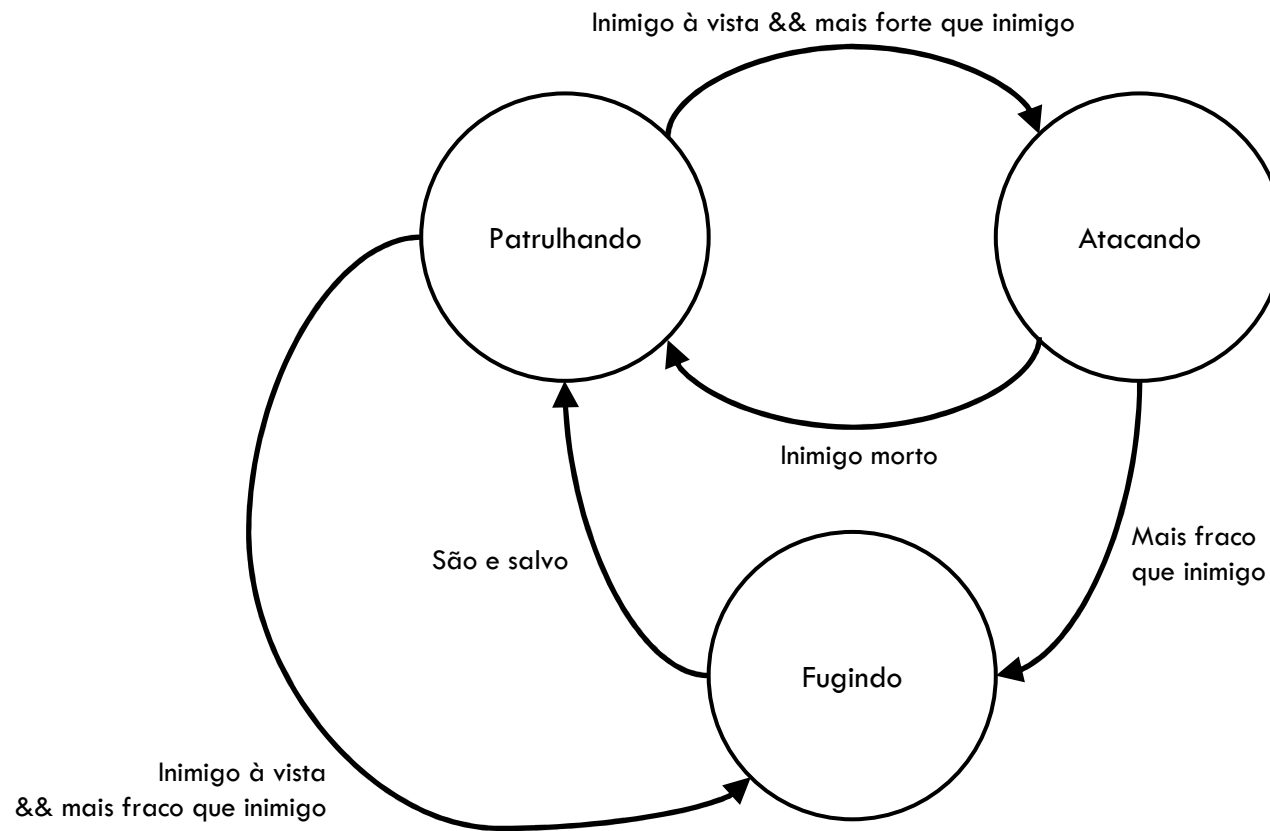 Inimigo à vista && mais forte que inimigo
Patrulhando
Atacando
Inimigo morto
São e salvo
Mais fraco
que inimigo
Fugindo
Inimigo à vista
&& mais fraco que inimigo